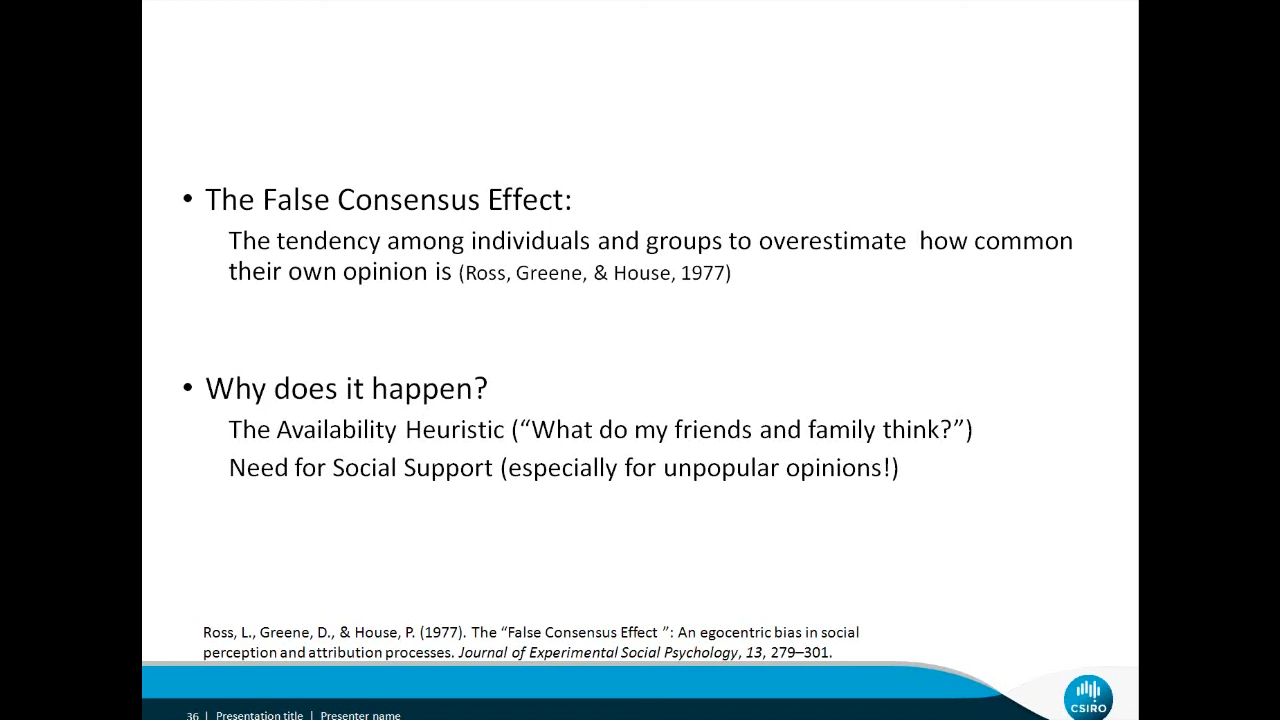 • The False Consensus Effect:
The tendency among individuals and groups to overestimate  how common
their own opinion is (Ross, Greene, & House, 1977)
• Why does it happen?
The Availability Heuristic (“What do my friends and family think?”)
Need for Social Support (especially for unpopular opinions!)
Ross, L., Greene, D., & House, P. (1977). The “False Consensus Effect ”: An egocentric bias in social
perception and attribution processes. Journal of Experimental Social Psychology, 13, 279–301.
36 | Presentation title | Presenter name
CSIRO